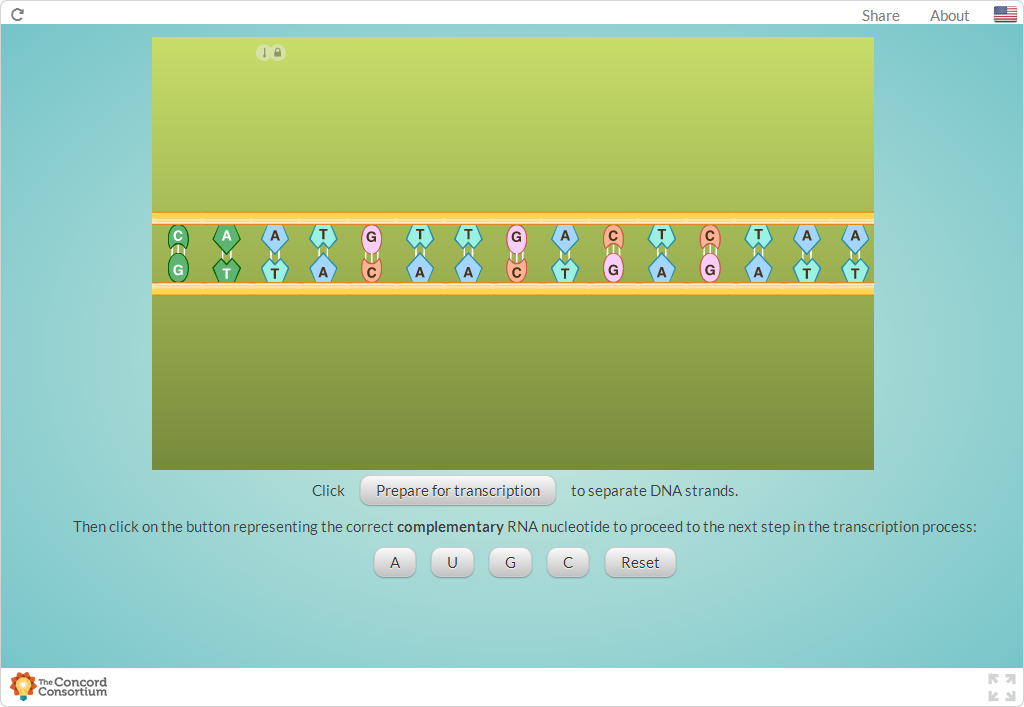 Share About
C A A T G T T G A C T C T A A
G T T A C A A C T G A G A T T
Click Prepare for transcription to separate DNA strands.
Then click on the button representing the correct complementary RNA nucleotide to proceed to the next step in the transcription process:
A U G C Reset
The Concord
Consortium